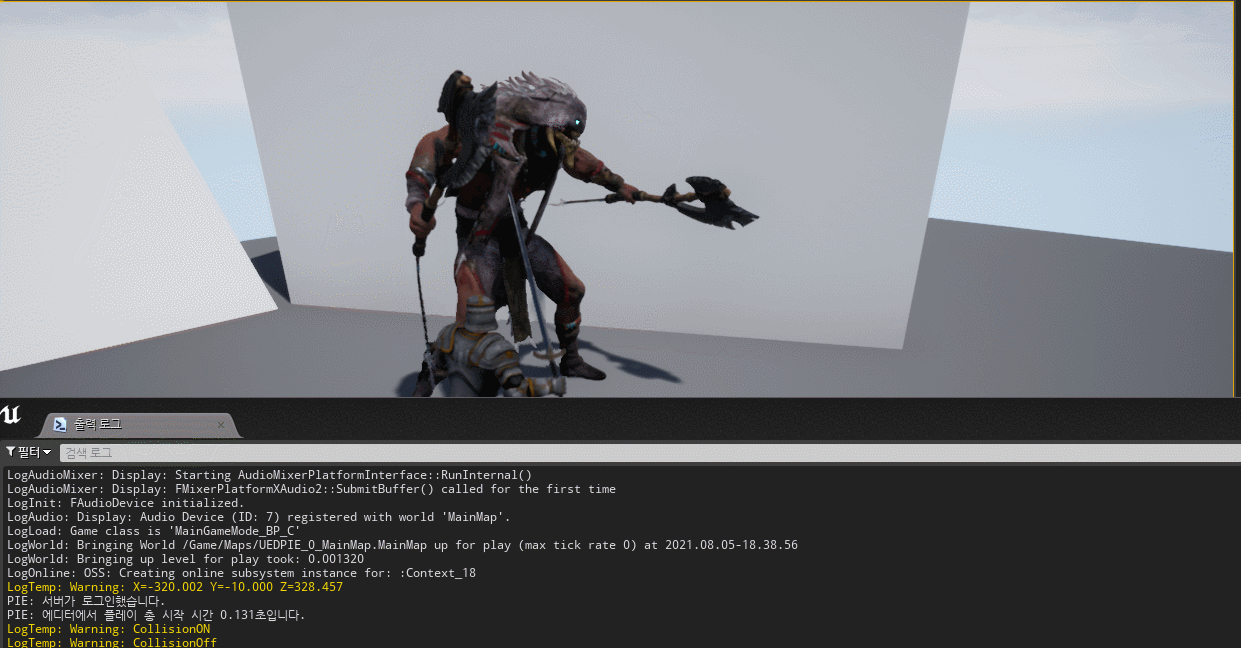 출력 로그
필터
검색 로그
LogAudioMixer: Display: Starting AudioMixerPlatformInterface::RunInternal()
LogAudioMixer: Display: FMixerPlatformXAudio2::SubmitBuffer() called for the first time
LogInit: FAudioDevice initialized.
LogAudio: Display: Audio Device (ID: 7) registered with world 'MainMap'.
LogLoad: Game class is 'MainGameMode_BP_C'
LogWorld: Bringing World /Game/Maps/UEDPIE_0_MainMap.MainMap up for play (max tick rate 0) at 2021.08.05-18.38.56
LogWorld: Bringing up level for play took: 0.001320
LogOnline: OSS: Creating online subsystem instance for: :Context_18
LogTemp: Warning: X=-320.002 Y=-10.000 Z=328.457
PIE: 서버가 로그인했습니다.
PIE: 에디터에서 플레이 총 시작 시간 0.131초입니다.
LogTemp: Warning: CollisionON
LogTemp: Warning: CollisionOff